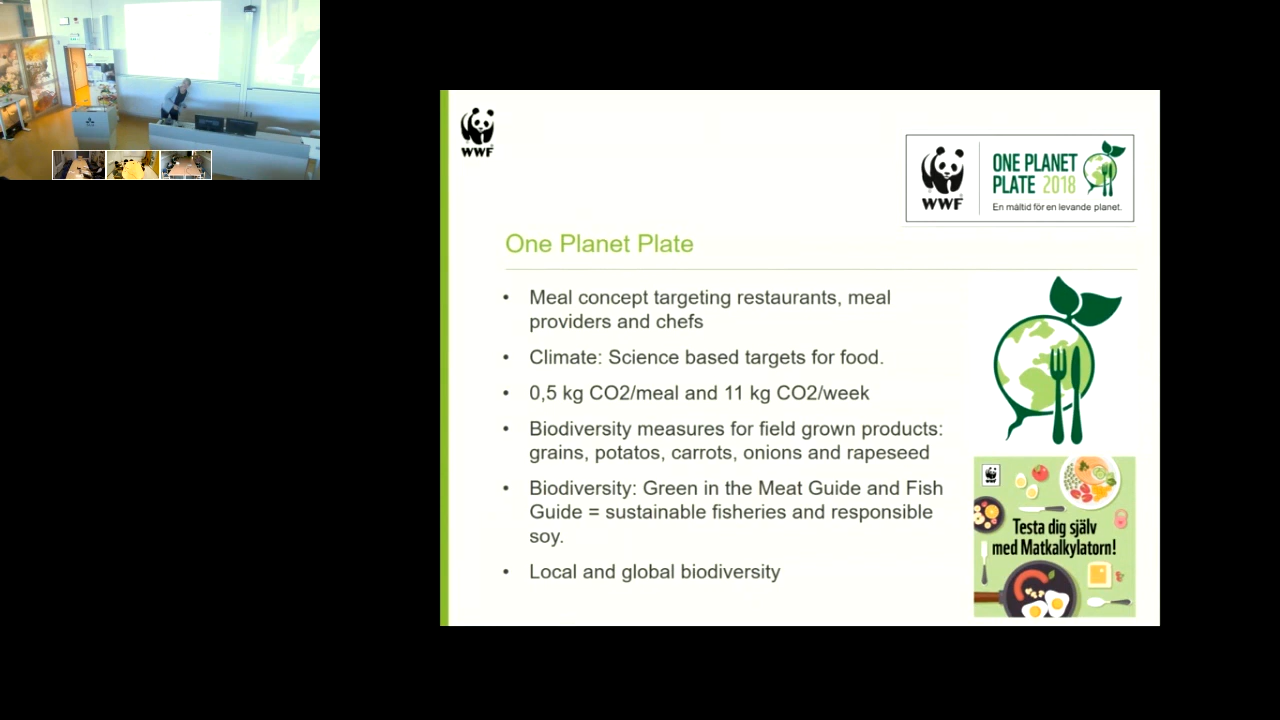 WWF
WWF
ONE PLANET
PLATE 2018
En måltid för en levande planet.
One Planet Plate
• Meal concept targeting restaurants, meal
providers and chefs
• Climate: Science based targets for food.
• 0,5 kg CO2/meal and 11 kg CO2/week
• Biodiversity measures for field grown products:
grains, potatos, carrots, onions and rapeseed
• Biodiversity: Green in the Meat Guide and Fish
Guide = sustainable fisheries and responsible
soy.
• Local and global biodiversity
Testa dig själv
med Matkalkylatorn!